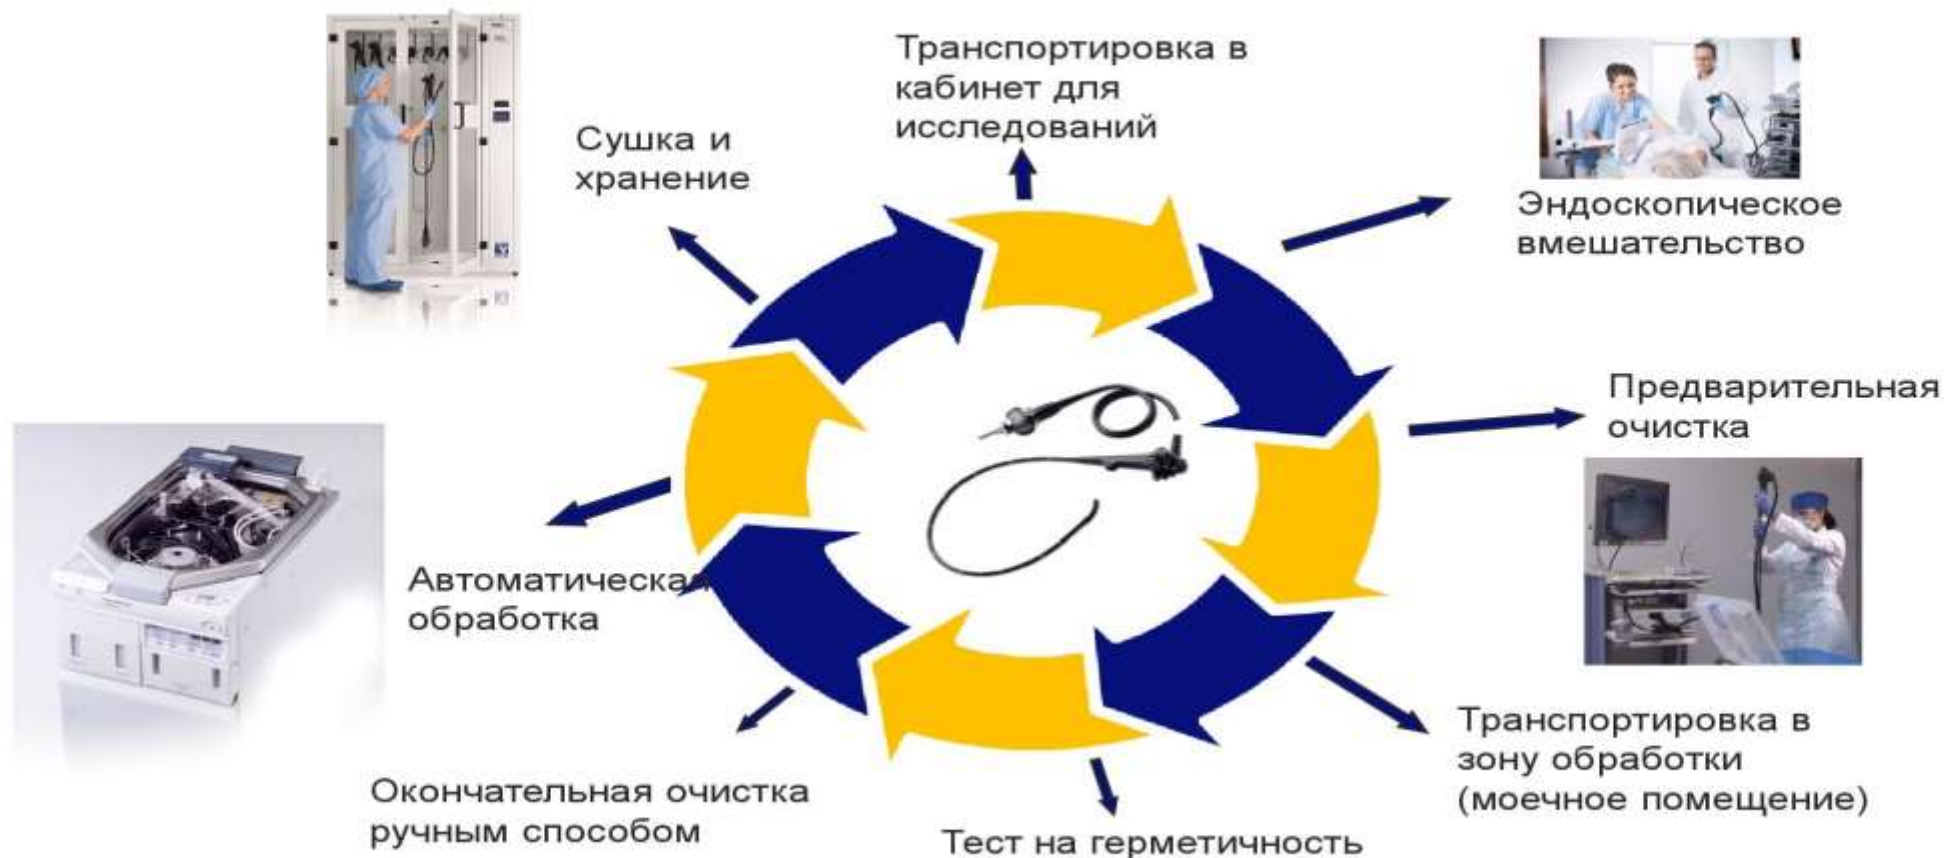 Транспортировка в
кабинет для
исследований
Эндоскопическое
вмешательство
Предварительная
очистка
Транспортировка в
зону обработки
(моечное помещение)
Тест на герметичность
Окончательная очистка
ручным способом
Автоматическая
обработка
Сушка и
хранение